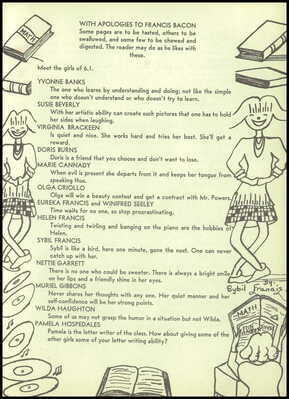 WITH APOLOGIES TO FRANCIS BACON
Some pages are to be tasted, others to be
swallowed, and some few to be chewed and
digested. The reader may do as he likes with
these.
MATH
Meet the girls of 6.1.
YVONNE BANKS
The one who learns by understanding and doing; not like the simple
one who doesn't understand or who doesn't try to learn.
SUSIE BEVERLY
With her artistic ability can create such pictures that one has to hold
her sides when laughing.
VIRGINIA BRACKEEN
Is quiet and nice. She works hard and tries her best. She'll get a
reward.
DORIS BURNS
Doris is a friend that you choose and don't want to lose.
MARIE CANNADY
When evil is present she departs from it and keeps her tongue from
speaking thus.
OLGA CRIOLLO
Olga will win a beauty contest and get a contract with Mr. Powers.
EUREKA FRANCIS and WINIFRED SEELEY
Time waits for no one, so stop procrastinating.
HELEN FRANCIS
Twisting and twirling and banging on the piano are the hobbies of
Helen.
SYBIL FRANCIS
Sybil is like a bird, here one minute, gone the next. One can never
catch up with her.
NETTIE GARRETT
There is no one who could be sweeter. There is always a bright smile
on her lips and a friendly shine in her eyes.
MURIEL GIBBONS
Never shares her thoughts with any one. Her quiet manner and her
self-confidence will be her strong points.
WILDA HAUGHTON
Some of us may not grasp the humor in a situation but not Wilda.
PAMELA HOSPEDALES
Pamela is the letter writer of the class. How about giving some of the
other girls some of your letter writing ability?
By:
Sybil Francis
MATH